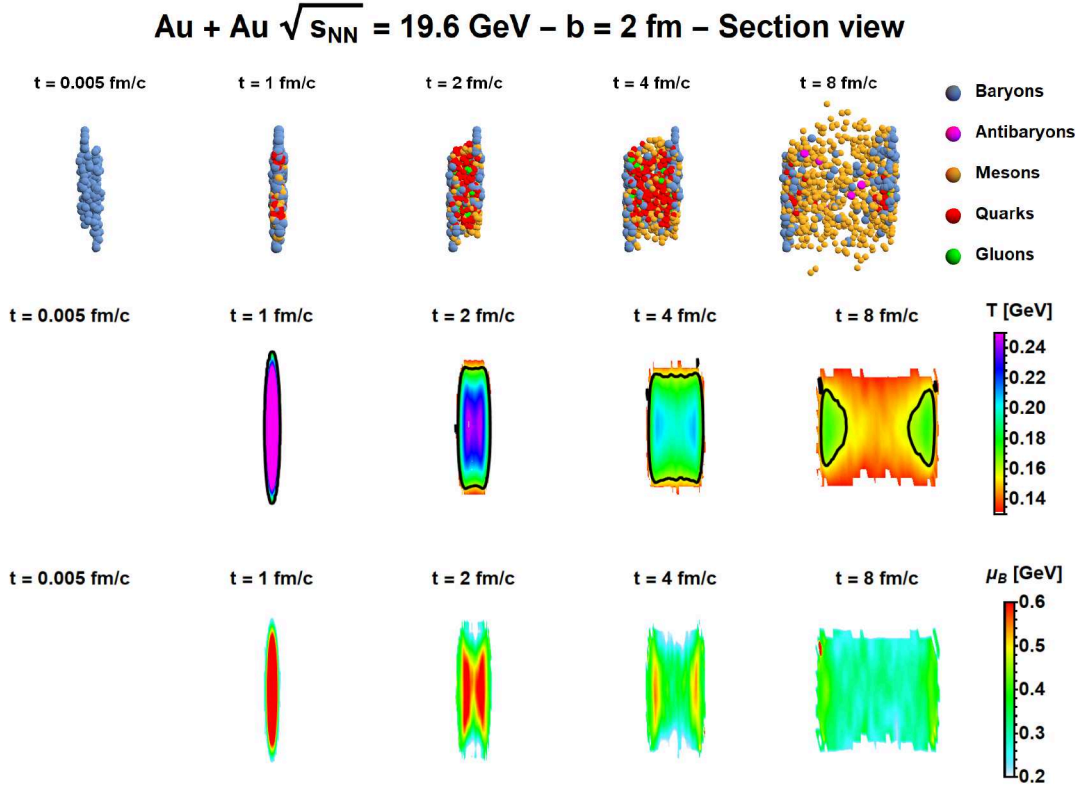 Au + Au √sNN = 19.6 GeV – b = 2 fm – Section view
t = 0.005 fm/c t = 1 fm/c t = 2 fm/c t = 4 fm/c t = 8 fm/c
Baryons
Antibaryons
Mesons
Quarks
Gluons
t = 0.005 fm/c t = 1 fm/c t = 2 fm/c t = 4 fm/c t = 8 fm/c
T [GeV]
0.24
0.22
0.20
0.18
0.16
0.14
t = 0.005 fm/c t = 1 fm/c t = 2 fm/c t = 4 fm/c t = 8 fm/c
μB [GeV]
0.6
0.5
0.4
0.3
0.2